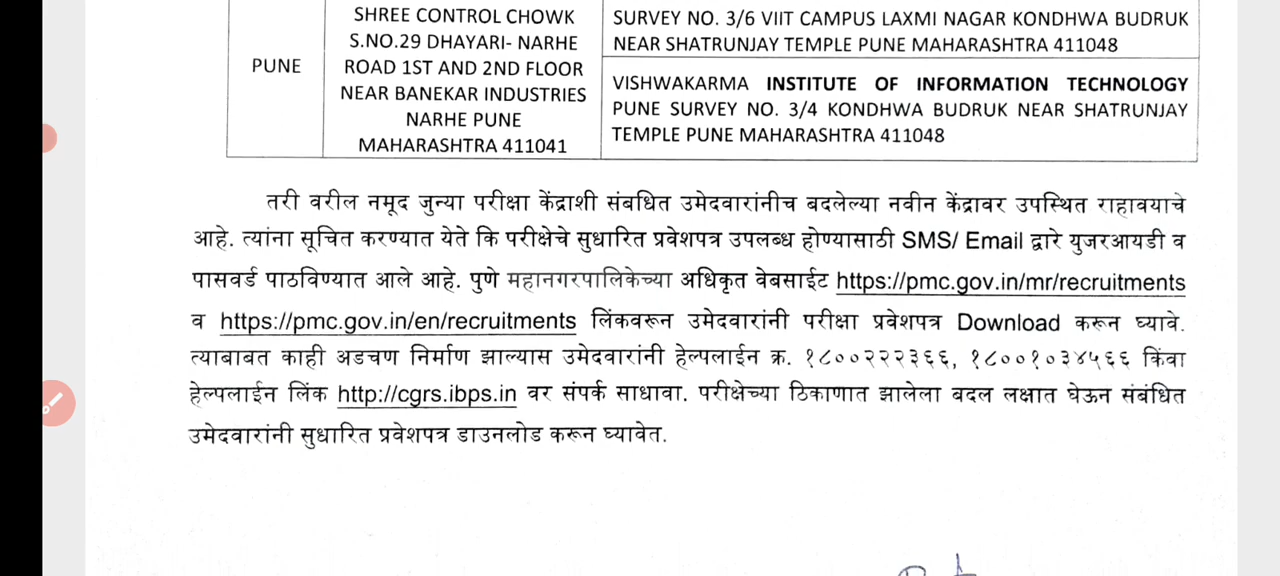 PUNE
SHREE CONTROL CHOWK
S.NO.29 DHAYARI- NARHE
ROAD 1ST AND 2ND FLOOR
NEAR BANEKAR INDUSTRIES
NARHE PUNE
MAHARASHTRA 411041
SURVEY NO. 3/6 VIIT CAMPUS LAXMI NAGAR KONDHWA BUDRUK
NEAR SHATRUNJAY TEMPLE PUNE MAHARASHTRA 411048
VISHWAKARMA INSTITUTE OF INFORMATION TECHNOLOGY
PUNE SURVEY NO. 3/4 KONDHWA BUDRUK NEAR SHATRUNJAY
TEMPLE PUNE MAHARASHTRA 411048
तरी वरील नमूद जुन्या परीक्षा केंद्राशी संबधित उमेदवारांनीच बदलेल्या नवीन केंद्रावर उपस्थित राहावयाचे
आहे. त्यांना सूचित करण्यात येते कि परीक्षेचे सुधारित प्रवेशपत्र उपलब्ध होण्यासाठी SMS/ Email द्वारे युजरआयडी व
पासवर्ड पाठविण्यात आले आहे. पुणे महानगरपालिकेच्या अधिकृत वेबसाईट https://pmc.gov.in/mr/recruitments
व https://pmc.gov.in/en/recruitments लिंकवरून उमेदवारांनी परीक्षा प्रवेशपत्र Download करून घ्यावे.
त्याबाबत काही अडचण निर्माण झाल्यास उमेदवारांनी हेल्पलाईन क्र. १८००२२२३६६, १८००१०३४५६६ किंवा
हेल्पलाईन लिंक http://cgrs.ibps.in वर संपर्क साधावा. परीक्षेच्या ठिकाणात झालेला बदल लक्षात घेऊन संबंधित
उमेदवारांनी सुधारित प्रवेशपत्र डाउनलोड करून घ्यावेत.